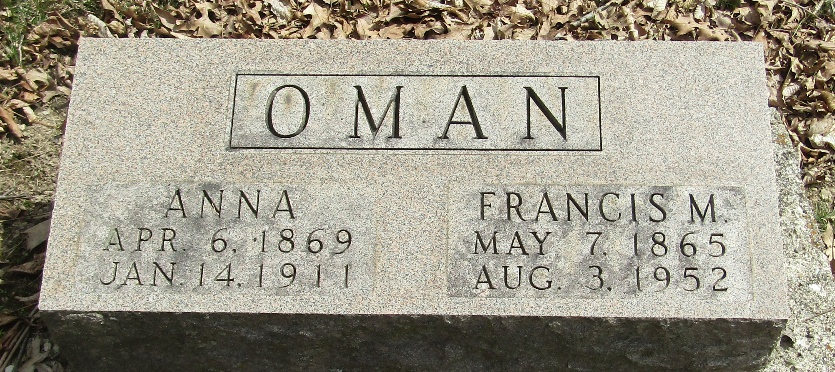 OMAN
ANNA
APR. 6, 1869
JAN. 14, 1911
FRANCIS M.
MAY 7, 1865
AUG. 3, 1952